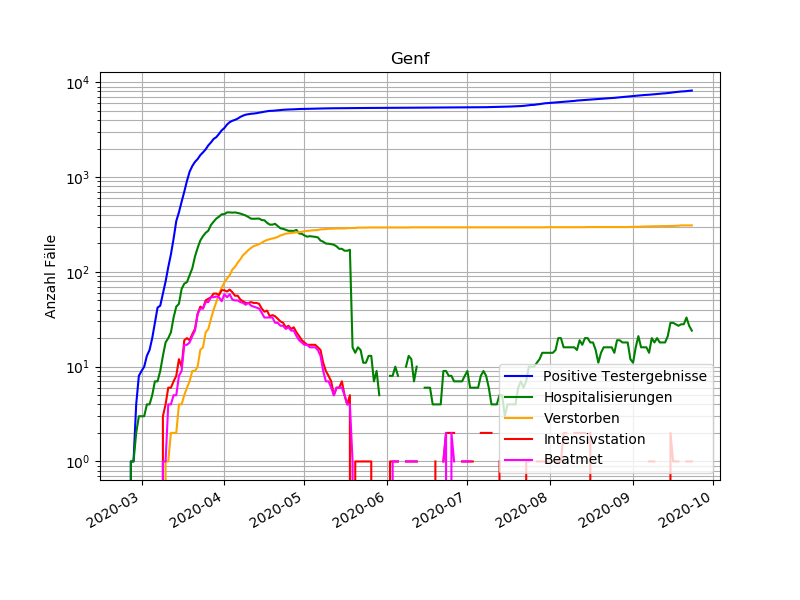 Genf
Anzahl Fälle
10⁴
10³
10²
10¹
10⁰
Positive Testergebnisse
Hospitalisierungen
Verstorben
Intensivstation
Beatmet
2020-03
2020-04
2020-05
2020-06
2020-07
2020-08
2020-09
2020-10